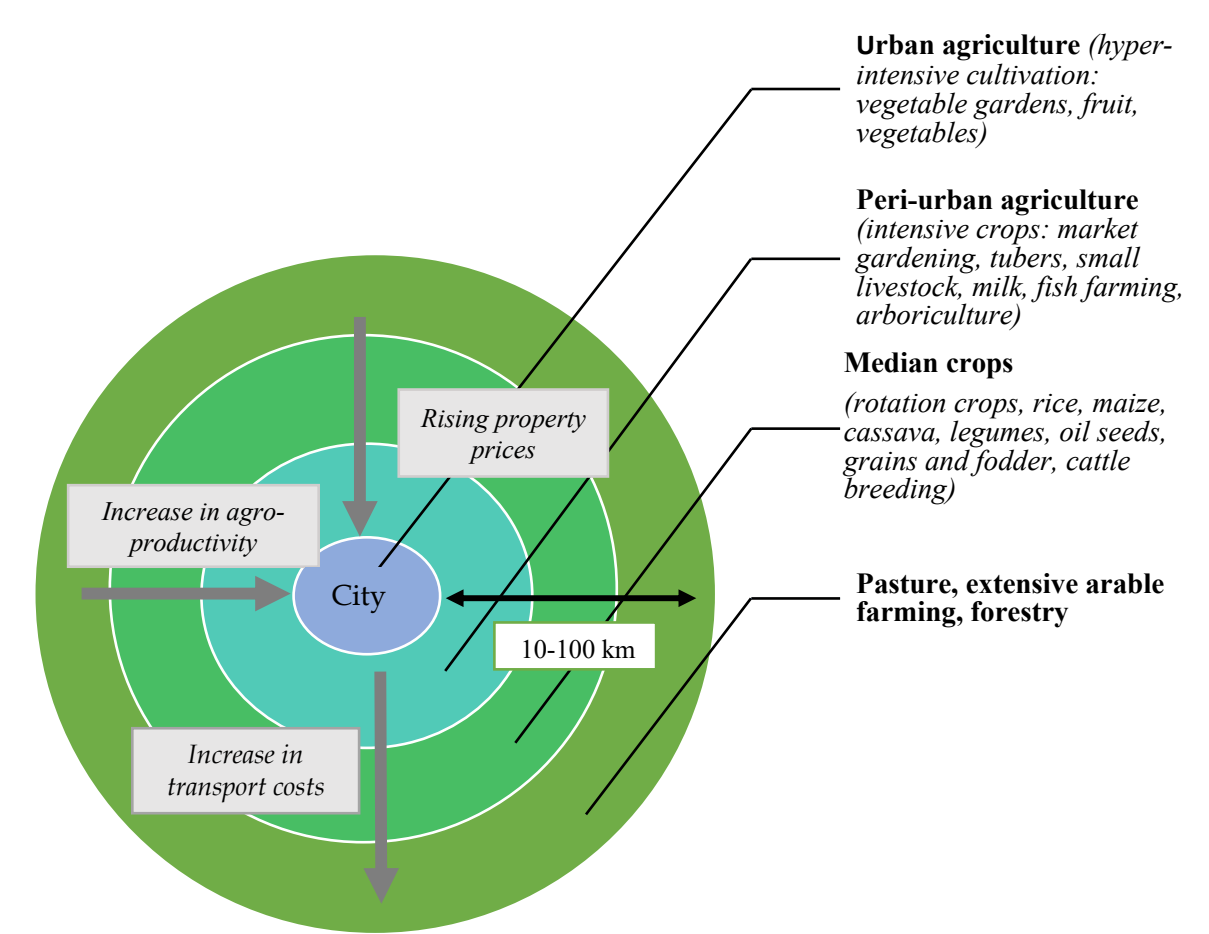 Urban agriculture (hyper-
intensive cultivation:
vegetable gardens, fruit,
vegetables)
Peri-urban agriculture
(intensive crops: market
gardening, tubers, small
livestock, milk, fish farming,
arboriculture)
Median crops
(rotation crops, rice, maize,
cassava, legumes, oil seeds,
grains and fodder, cattle
breeding)
Pasture, extensive arable
farming, forestry
Rising property
prices
Increase in agro-
productivity
City
10-100 km
Increase in
transport costs